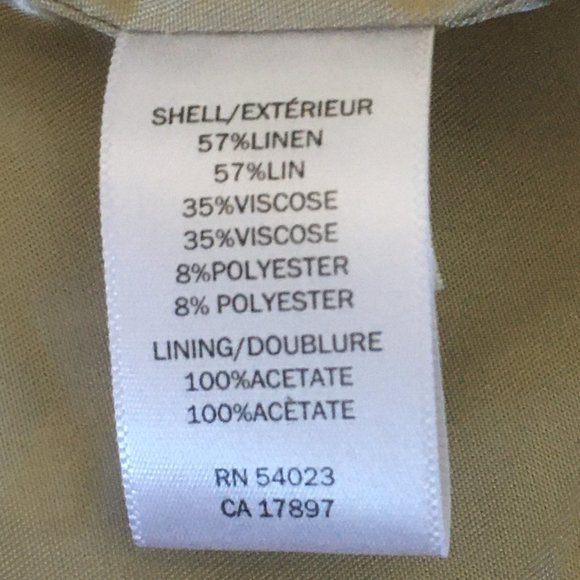 SHELL/EXTÉRIEUR
57%LINEN
57%LIN
35%VISCOSE
35%VISCOSE
8%POLYESTER
8% POLYESTER
LINING/DOUBLURE
100%ACETATE
100%ACÈTATE
RN 54023
CA 17897